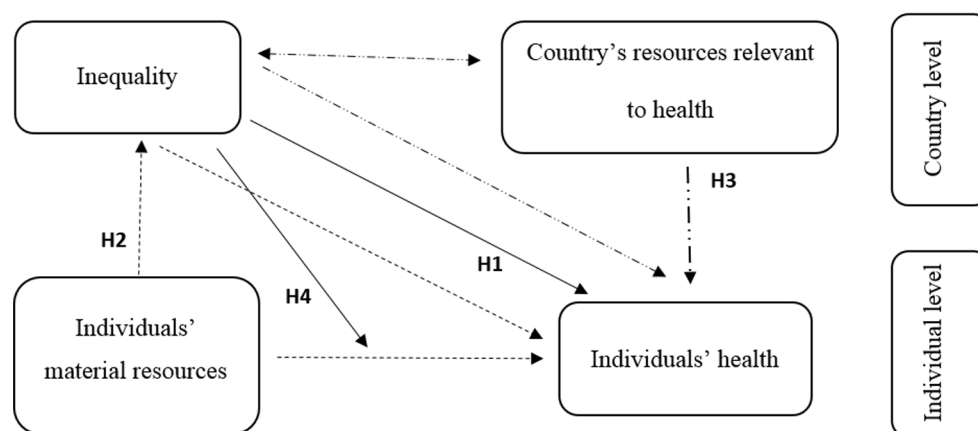 Inequality
Country’s resources relevant
to health
Country level
H3
H2
H1
H4
Individuals’
material resources
Individuals’ health
Individual level